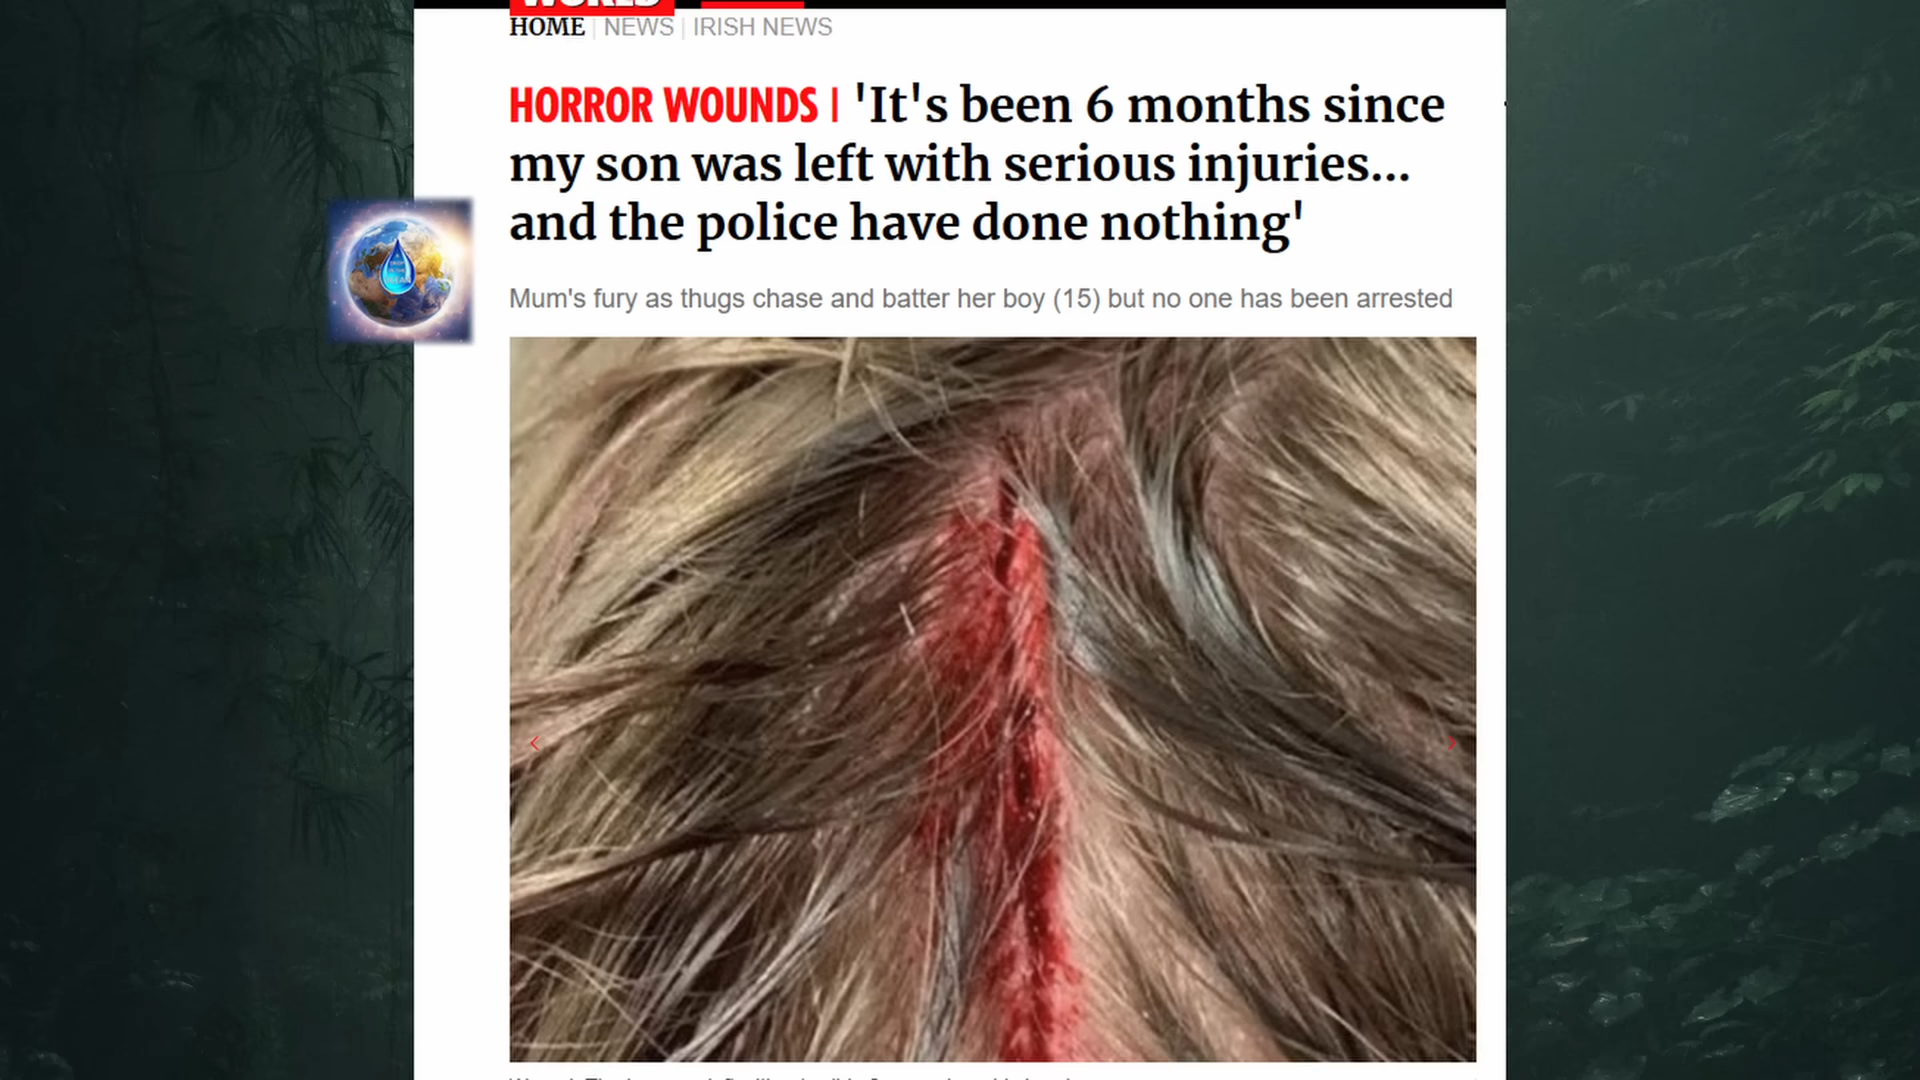 WORLD
HOME | NEWS | IRISH NEWS
HORROR WOUNDS | 'It's been 6 months since
my son was left with serious injuries...
and the police have done nothing'
Mum's fury as thugs chase and batter her boy (15) but no one has been arrested